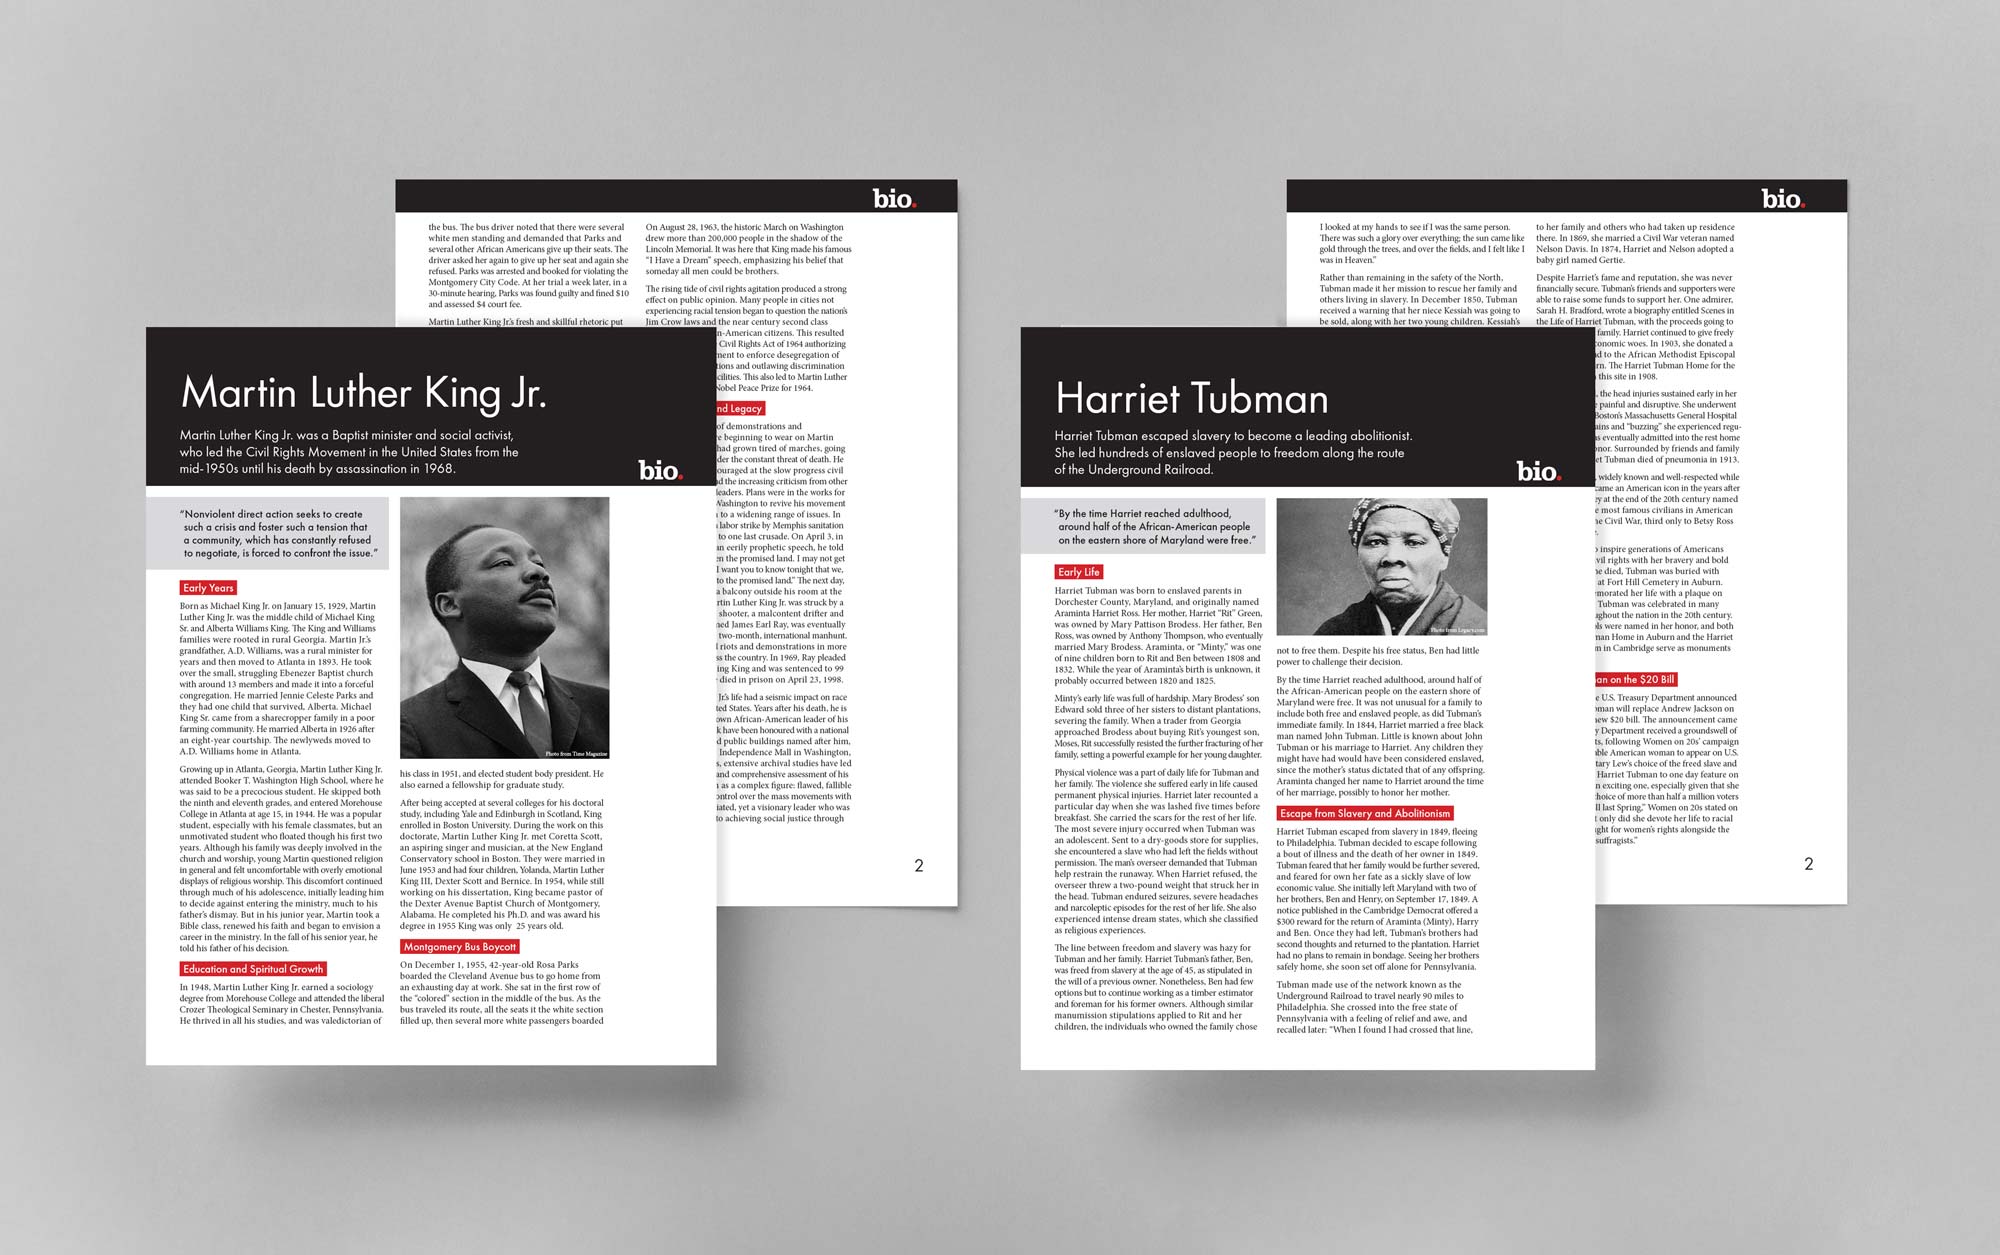 bio.
the bus. The bus driver noted that there were several
white men standing and demanded that Parks and
several other African Americans give up their seats. The
driver asked her again to give up her seat and again she
refused. Parks was arrested and booked for violating the
Montgomery City Code. At her trial a week later, in a
30-minute hearing, Parks was found guilty and fined $10
and assessed $4 court fee.
Martin Luther King Jr.'s fresh and skillful rhetoric put
On August 28, 1963, the historic March on Washington
drew more than 200,000 people in the shadow of the
Lincoln Memorial. It was here that King made his famous
“I Have a Dream” speech, emphasizing his belief that
someday all men could be brothers.
The rising tide of civil rights agitation produced a strong
effect on public opinion. Many people in cities not
experiencing racial tension began to question the nation's
Jim Crow laws and the near century second class
n-American citizens. This resulted
Civil Rights Act of 1964 authorizing
ment to enforce desegregation of
tions and outlawing discrimination
cilities. This also led to Martin Luther
Nobel Peace Prize for 1964.
nd Legacy
of demonstrations and
e beginning to wear on Martin
had grown tired of marches, going
der the constant threat of death. He
ouraged at the slow progress civil
d the increasing criticism from other
leaders. Plans were in the works for
Washington to revive his movement
to a widening range of issues. In
labor strike by Memphis sanitation
to one last crusade. On April 3, in
an eerily prophetic speech, he told
en the promised land. I may not get
I want you to know tonight that we,
to the promised land.” The next day,
a balcony outside his room at the
rtin Luther King Jr. was struck by a
shooter, a malcontent drifter and
ned James Earl Ray, was eventually
two-month, international manhunt.
d riots and demonstrations in more
ss the country. In 1969, Ray pleaded
ing King and was sentenced to 99
died in prison on April 23, 1998.
Jr.'s life had a seismic impact on race
ted States. Years after his death, he is
own African-American leader of his
k have been honoured with a national
d public buildings named after him,
Independence Mall in Washington,
s, extensive archival studies have led
and comprehensive assessment of his
as a complex figure: flawed, fallible
ontrol over the mass movements with
iated, yet a visionary leader who was
to achieving social justice through
2
Martin Luther King Jr.
Martin Luther King Jr. was a Baptist minister and social activist,
who led the Civil Rights Movement in the United States from the
mid-1950s until his death by assassination in 1968.
bio.
“Nonviolent direct action seeks to create
such a crisis and foster such a tension that
a community, which has constantly refused
to negotiate, is forced to confront the issue.”
Early Years
Born as Michael King Jr. on January 15, 1929, Martin
Luther King Jr. was the middle child of Michael King
Sr. and Alberta Williams King. The King and Williams
families were rooted in rural Georgia. Martin Jr.'s
grandfather, A.D. Williams, was a rural minister for
years and then moved to Atlanta in 1893. He took
over the small, struggling Ebenezer Baptist church
with around 13 members and made it into a forceful
congregation. He married Jennie Celeste Parks and
they had one child that survived, Alberta. Michael
King Sr. came from a sharecropper family in a poor
farming community. He married Alberta in 1926 after
an eight-year courtship. The newlyweds moved to
A.D. Williams home in Atlanta.
Growing up in Atlanta, Georgia, Martin Luther King Jr.
attended Booker T. Washington High School, where he
was said to be a precocious student. He skipped both
the ninth and eleventh grades, and entered Morehouse
College in Atlanta at age 15, in 1944. He was a popular
student, especially with his female classmates, but an
unmotivated student who floated though his first two
years. Although his family was deeply involved in the
church and worship, young Martin questioned religion
in general and felt uncomfortable with overly emotional
displays of religious worship. This discomfort continued
through much of his adolescence, initially leading him
to decide against entering the ministry, much to his
father's dismay. But in his junior year, Martin took a
Bible class, renewed his faith and began to envision a
career in the ministry. In the fall of his senior year, he
told his father of his decision.
Education and Spiritual Growth
In 1948, Martin Luther King Jr. earned a sociology
degree from Morehouse College and attended the liberal
Crozer Theological Seminary in Chester, Pennsylvania.
He thrived in all his studies, and was valedictorian of
Photo from Time Magazine
his class in 1951, and elected student body president. He
also earned a fellowship for graduate study.
After being accepted at several colleges for his doctoral
study, including Yale and Edinburgh in Scotland, King
enrolled in Boston University. During the work on this
doctorate, Martin Luther King Jr. met Coretta Scott,
an aspiring singer and musician, at the New England
Conservatory school in Boston. They were married in
June 1953 and had four children, Yolanda, Martin Luther
King III, Dexter Scott and Bernice. In 1954, while still
working on his dissertation, King became pastor of
the Dexter Avenue Baptist Church of Montgomery,
Alabama. He completed his Ph.D. and was award his
degree in 1955 King was only 25 years old.
Montgomery Bus Boycott
On December 1, 1955, 42-year-old Rosa Parks
boarded the Cleveland Avenue bus to go home from
an exhausting day at work. She sat in the first row of
the “colored” section in the middle of the bus. As the
bus traveled its route, all the seats it the white section
filled up, then several more white passengers boarded
bio.
I looked at my hands to see if I was the same person.
There was such a glory over everything; the sun came like
gold through the trees, and over the fields, and I felt like I
was in Heaven.”
Rather than remaining in the safety of the North,
Tubman made it her mission to rescue her family and
others living in slavery. In December 1850, Tubman
received a warning that her niece Kessiah was going to
be sold, along with her two young children. Kessiah's
to her family and others who had taken up residence
there. In 1869, she married a Civil War veteran named
Nelson Davis. In 1874, Harriet and Nelson adopted a
baby girl named Gertie.
Despite Harriet's fame and reputation, she was never
financially secure. Tubman's friends and supporters were
able to raise some funds to support her. One admirer,
Sarah H. Bradford, wrote a biography entitled Scenes in
the Life of Harriet Tubman, with the proceeds going to
family. Harriet continued to give freely
onomic woes. In 1903, she donated a
nd to the African Methodist Episcopal
rn. The Harriet Tubman Home for the
this site in 1908.
, the head injuries sustained early in her
painful and disruptive. She underwent
Boston's Massachusetts General Hospital
ains and “buzzing” she experienced regu-
as eventually admitted into the rest home
onor. Surrounded by friends and family
et Tubman died of pneumonia in 1913.
widely known and well-respected while
came an American icon in the years after
ey at the end of the 20th century named
e most famous civilians in American
he Civil War, third only to Betsy Ross
o inspire generations of Americans
ivil rights with her bravery and bold
he died, Tubman was buried with
at Fort Hill Cemetery in Auburn.
emorated her life with a plaque on
Tubman was celebrated in many
ughout the nation in the 20th century.
ls were named in her honor, and both
man Home in Auburn and the Harriet
m in Cambridge serve as monuments
an on the $20 Bill
e U.S. Treasury Department announced
man will replace Andrew Jackson on
new $20 bill. The announcement came
y Department received a groundswell of
ts, following Women on 20s' campaign
ble American woman to appear on U.S.
tary Lew's choice of the freed slave and
Harriet Tubman to one day feature on
n exciting one, especially given that she
choice of more than half a million voters
ll last Spring,” Women on 20s stated on
t only did she devote her life to racial
ght for women's rights alongside the
suffragists.”
2
Harriet Tubman
Harriet Tubman escaped slavery to become a leading abolitionist.
She led hundreds of enslaved people to freedom along the route
of the Underground Railroad.
bio.
“By the time Harriet reached adulthood,
around half of the African-American people
on the eastern shore of Maryland were free.”
Early Life
Harriet Tubman was born to enslaved parents in
Dorchester County, Maryland, and originally named
Araminta Harriet Ross. Her mother, Harriet “Rit” Green,
was owned by Mary Pattison Brodess. Her father, Ben
Ross, was owned by Anthony Thompson, who eventually
married Mary Brodess. Araminta, or “Minty,” was one
of nine children born to Rit and Ben between 1808 and
1832. While the year of Araminta's birth is unknown, it
probably occurred between 1820 and 1825.
Minty's early life was full of hardship. Mary Brodess' son
Edward sold three of her sisters to distant plantations,
severing the family. When a trader from Georgia
approached Brodess about buying Rit's youngest son,
Moses, Rit successfully resisted the further fracturing of her
family, setting a powerful example for her young daughter.
Physical violence was a part of daily life for Tubman and
her family. The violence she suffered early in life caused
permanent physical injuries. Harriet later recounted a
particular day when she was lashed five times before
breakfast. She carried the scars for the rest of her life.
The most severe injury occurred when Tubman was
an adolescent. Sent to a dry-goods store for supplies,
she encountered a slave who had left the fields without
permission. The man's overseer demanded that Tubman
help restrain the runaway. When Harriet refused, the
overseer threw a two-pound weight that struck her in
the head. Tubman endured seizures, severe headaches
and narcoleptic episodes for the rest of her life. She also
experienced intense dream states, which she classified
as religious experiences.
The line between freedom and slavery was hazy for
Tubman and her family. Harriet Tubman's father, Ben,
was freed from slavery at the age of 45, as stipulated in
the will of a previous owner. Nonetheless, Ben had few
options but to continue working as a timber estimator
and foreman for his former owners. Although similar
manumission stipulations applied to Rit and her
children, the individuals who owned the family chose
Photo from Legacy.com
not to free them. Despite his free status, Ben had little
power to challenge their decision.
By the time Harriet reached adulthood, around half of
the African-American people on the eastern shore of
Maryland were free. It was not unusual for a family to
include both free and enslaved people, as did Tubman's
immediate family. In 1844, Harriet married a free black
man named John Tubman. Little is known about John
Tubman or his marriage to Harriet. Any children they
might have had would have been considered enslaved,
since the mother's status dictated that of any offspring.
Araminta changed her name to Harriet around the time
of her marriage, possibly to honor her mother.
Escape from Slavery and Abolitionism
Harriet Tubman escaped from slavery in 1849, fleeing
to Philadelphia. Tubman decided to escape following
a bout of illness and the death of her owner in 1849.
Tubman feared that her family would be further severed,
and feared for own her fate as a sickly slave of low
economic value. She initially left Maryland with two of
her brothers, Ben and Henry, on September 17, 1849. A
notice published in the Cambridge Democrat offered a
$300 reward for the return of Araminta (Minty), Harry
and Ben. Once they had left, Tubman's brothers had
second thoughts and returned to the plantation. Harriet
had no plans to remain in bondage. Seeing her brothers
safely home, she soon set off alone for Pennsylvania.
Tubman made use of the network known as the
Underground Railroad to travel nearly 90 miles to
Philadelphia. She crossed into the free state of
Pennsylvania with a feeling of relief and awe, and
recalled later: “When I found I had crossed that line,